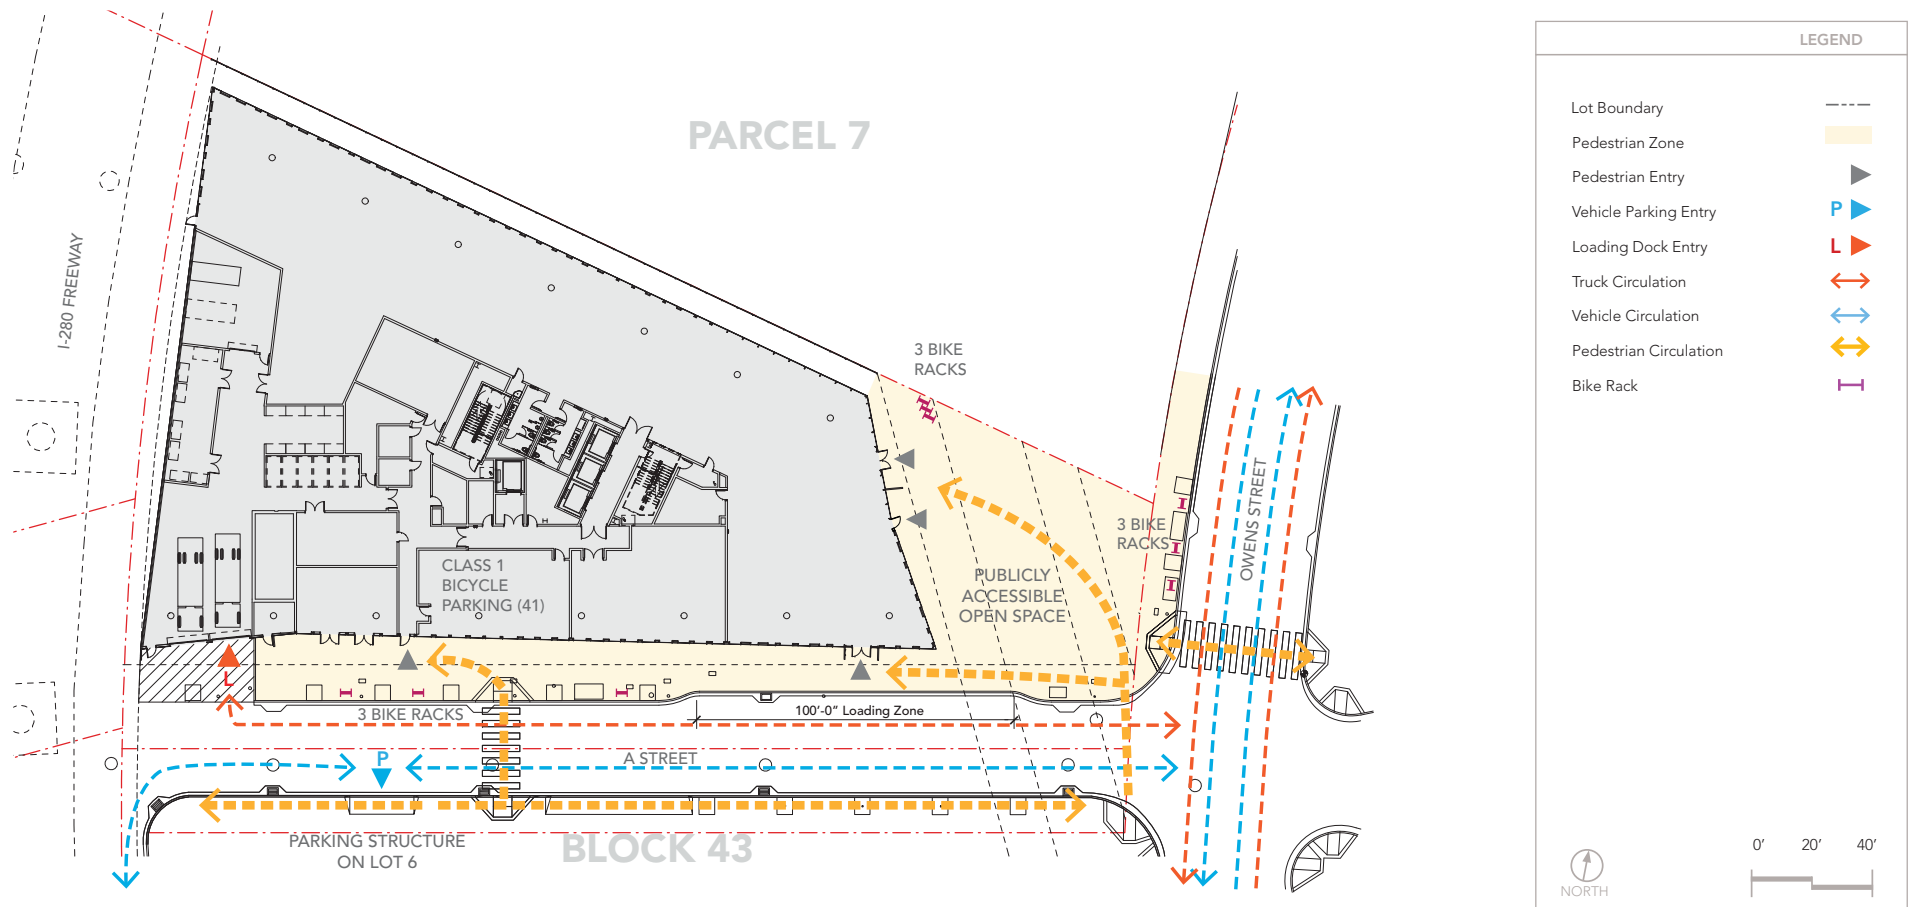 PARCEL 7
I-280 FREEWAY
3 BIKE
RACKS
3 BIKE
RACKS
OWENS STREET
CLASS 1
BICYCLE
PARKING (41)
PUBLICLY
ACCESSIBLE
OPEN SPACE
L
3 BIKE RACKS
100'-0" Loading Zone
P
A STREET
PARKING STRUCTURE
ON LOT 6
BLOCK 43
LEGEND
Lot Boundary
Pedestrian Zone
Pedestrian Entry
Vehicle Parking Entry P
Loading Dock Entry L
Truck Circulation
Vehicle Circulation
Pedestrian Circulation
Bike Rack
0' 20' 40'
NORTH